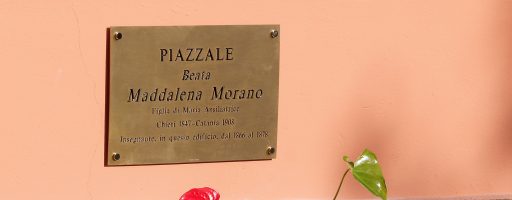 PIAZZALE
Beata
Maddalena Morano
Figlia di Maria Ausiliatrice
Chieri 1847 - Catania 1908
Insegnante, in questo edificio, dal 1866 al 1878